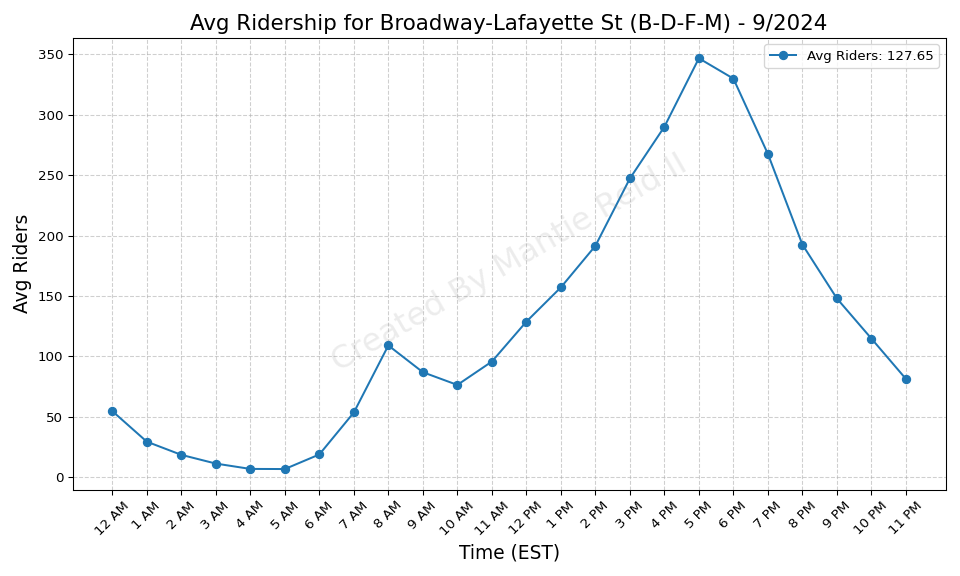 Avg Ridership for Broadway-Lafayette St (B-D-F-M) - 9/2024
Avg Riders: 127.65
350
300
250
200
150
100
50
0
Avg Riders
Created By Mantie Reid II
12 AM
1 AM
2 AM
3 AM
4 AM
5 AM
6 AM
7 AM
8 AM
9 AM
10 AM
11 AM
12 PM
1 PM
2 PM
3 PM
4 PM
5 PM
6 PM
7 PM
8 PM
9 PM
10 PM
11 PM
Time (EST)